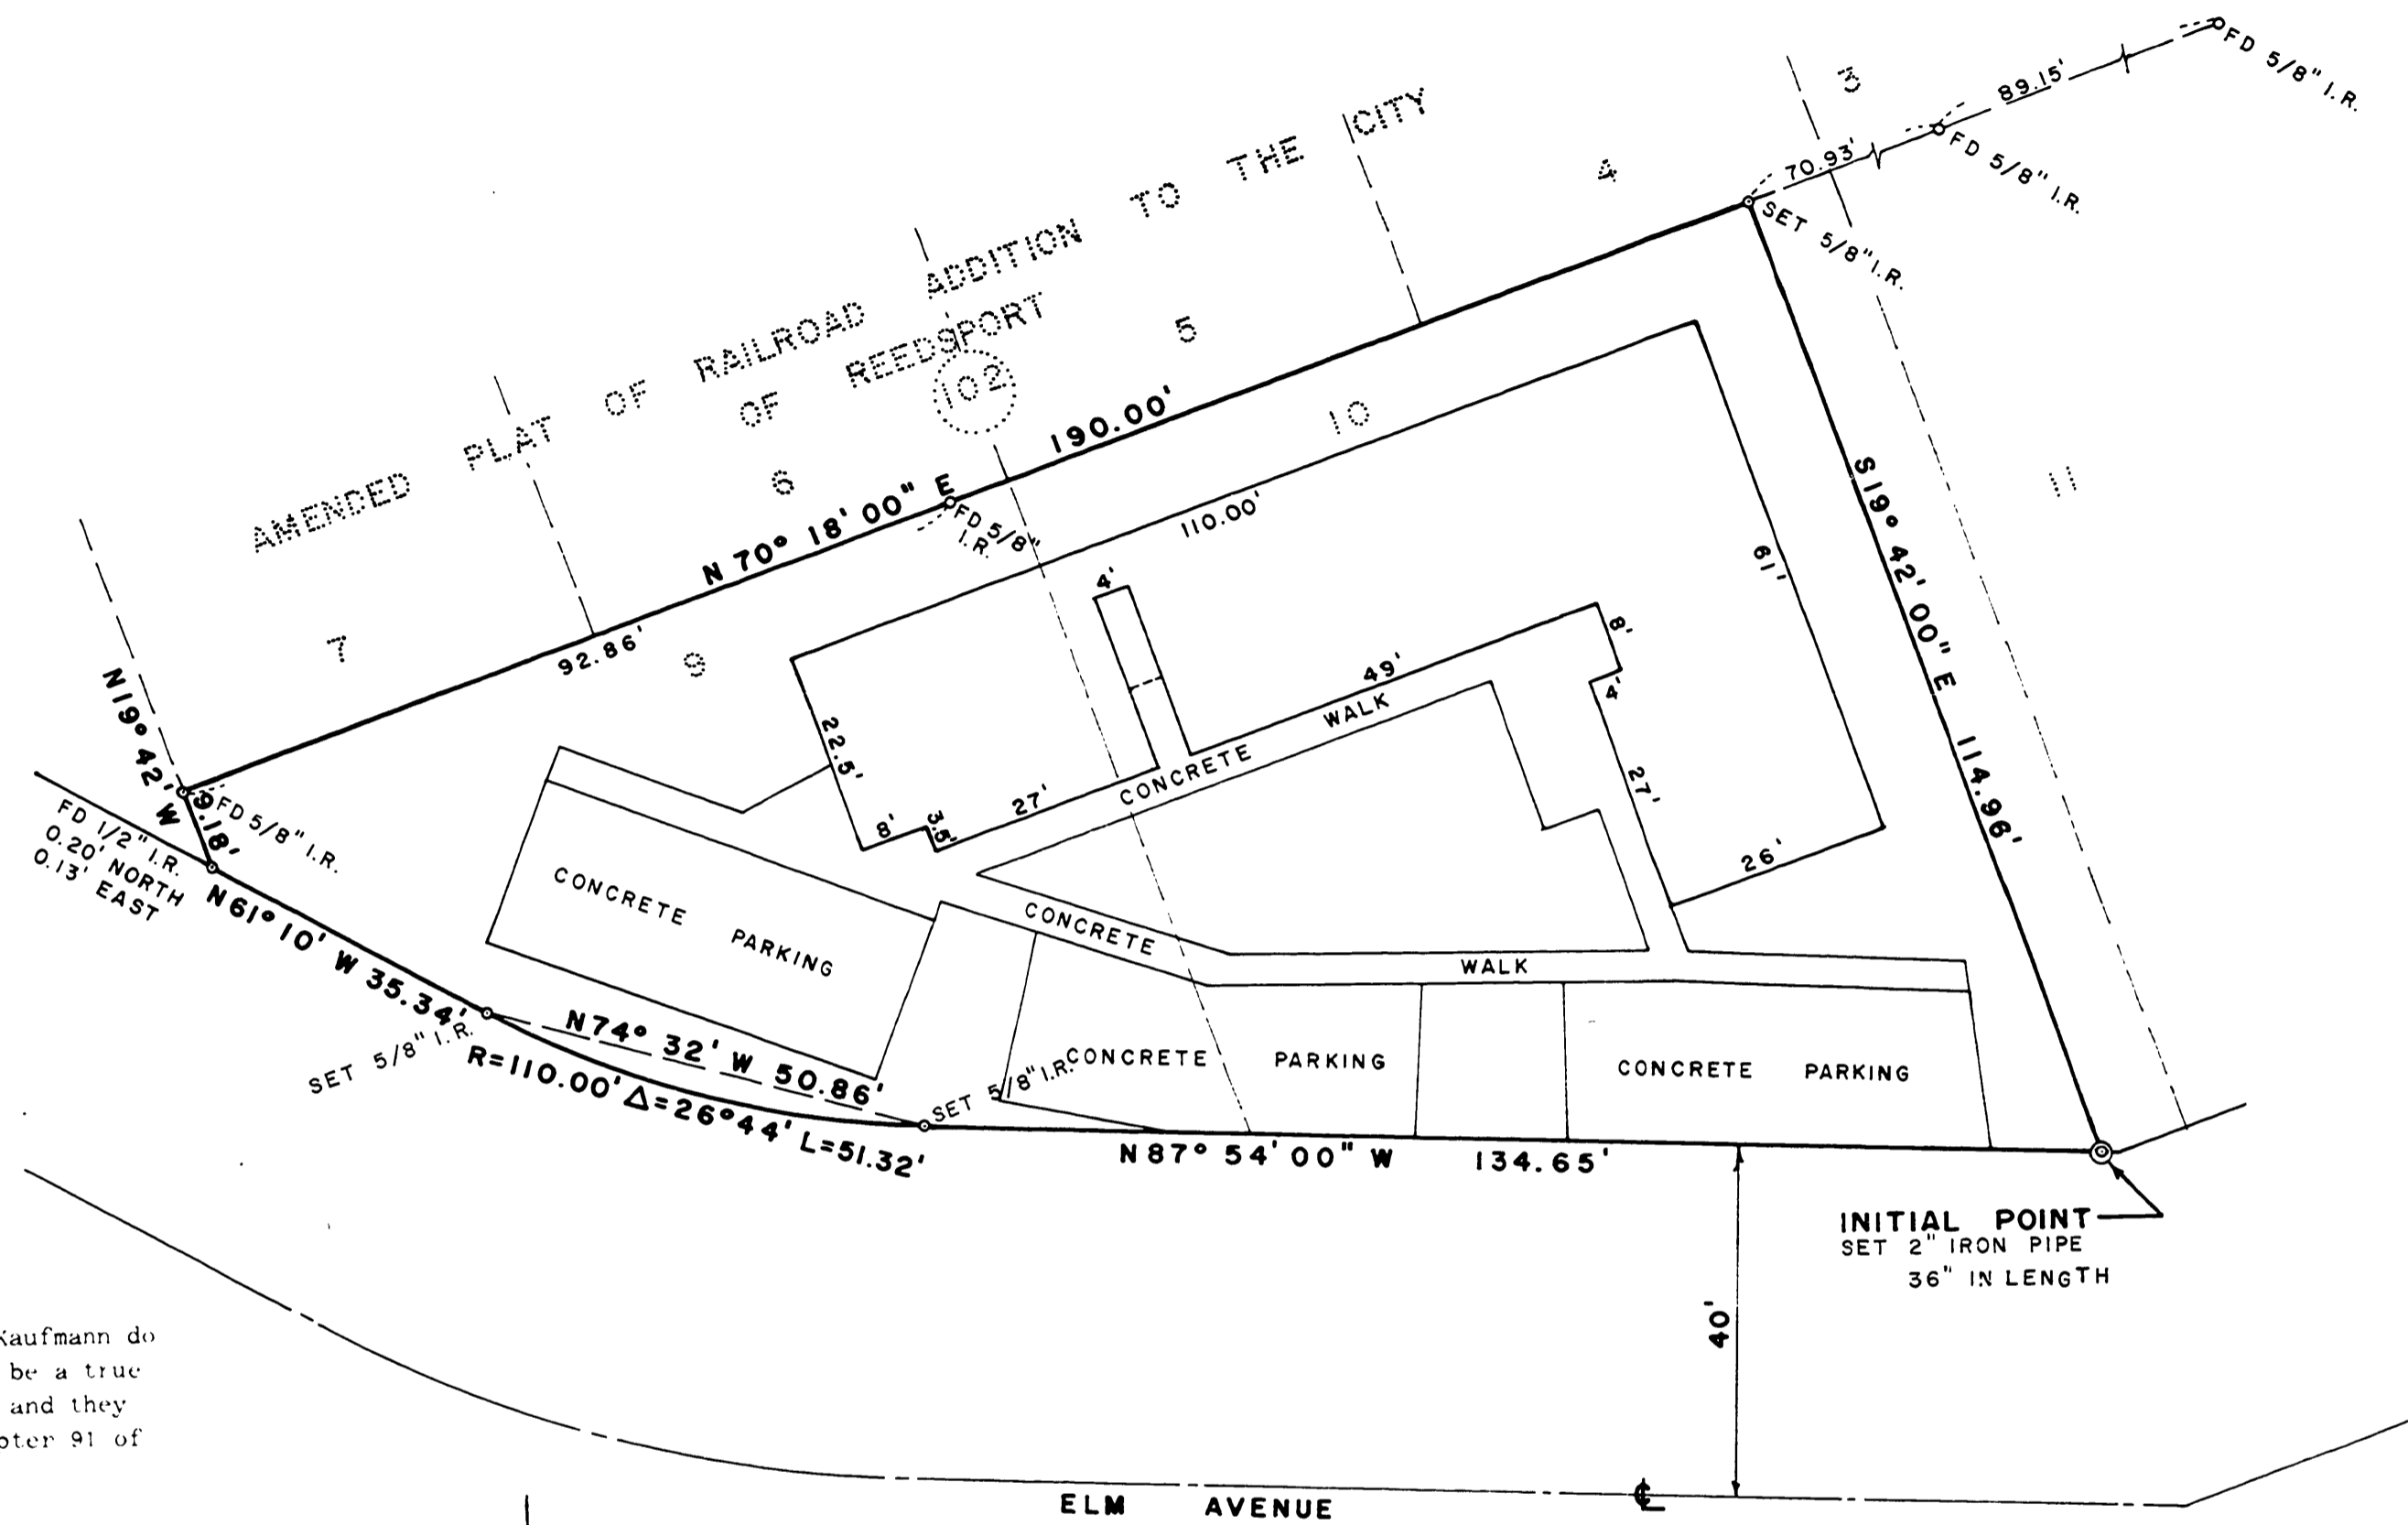 FD 5/8" I.R.
89.15'
FD 5/8" I.R.
70.93'
SET 5/8" I.R.
3
4
AMENDED PLAT OF RAILROAD ADDITION TO THE CITY
OF REEDSPORT
102
5
6
7
N 70° 18' 00" E 190.00'
FD 5/8"
I.R.
92.86'
9
10
11
110.00'
61'
S19° 42' 00" E 114.96'
4'
49'
8'
4'
27'
26'
22.5'
8'
3.5'
27'
CONCRETE WALK
N19° 42' W
9.18'
FD 5/8" I.R.
FD 1/2" I.R.
0.20' NORTH
0.13' EAST
N61° 10' W 35.34'
CONCRETE PARKING
CONCRETE WALK
SET 5/8" I.R.
N74° 32' W 50.86'
R=110.00' Δ=26°44' L=51.32'
SET 5/8" I.R.
CONCRETE PARKING
CONCRETE PARKING
N87° 54' 00" W 134.65'
INITIAL POINT
SET 2" IRON PIPE
36" IN LENGTH
40'
Kaufmann do
be a true
and they
pter 91 of
ELM AVENUE